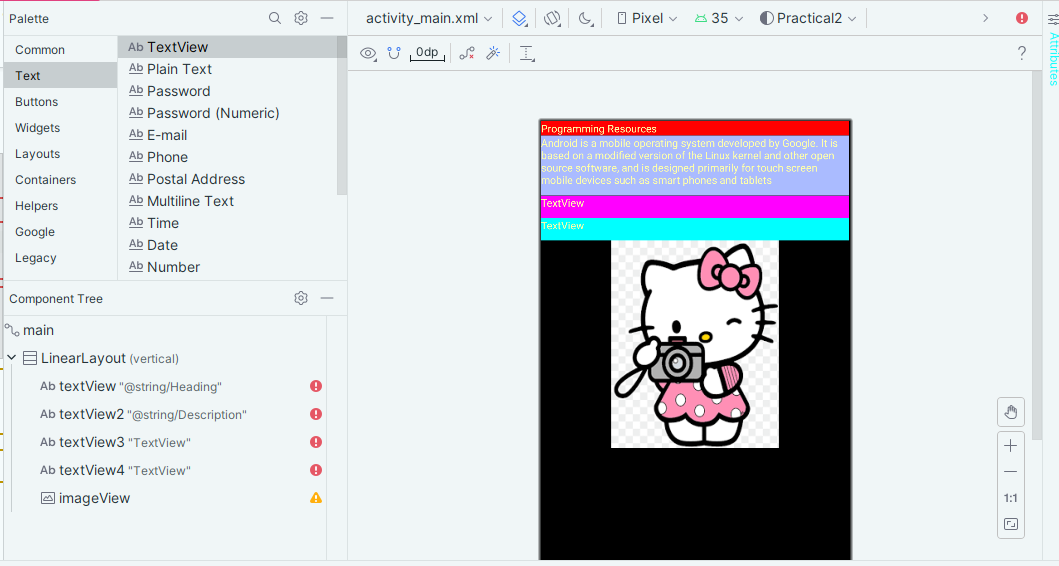 Palette
activity_main.xml
Pixel
35
Practical2
0dp
?
Attributes
Common
Text
Buttons
Widgets
Layouts
Containers
Helpers
Google
Legacy
Ab TextView
Ab Plain Text
Ab Password
Ab Password (Numeric)
Ab E-mail
Ab Phone
Ab Postal Address
Ab Multiline Text
Ab Time
Ab Date
Ab Number
Component Tree
main
LinearLayout (vertical)
Ab textView "@string/Heading"
Ab textView2 "@string/Description"
Ab textView3 "TextView"
Ab textView4 "TextView"
imageView
Programming Resources
Android is a mobile operating system developed by Google. It is
based on a modified version of the Linux kernel and other open
source software, and is designed primarily for touch screen
mobile devices such as smart phones and tablets
TextView
TextView
1:1